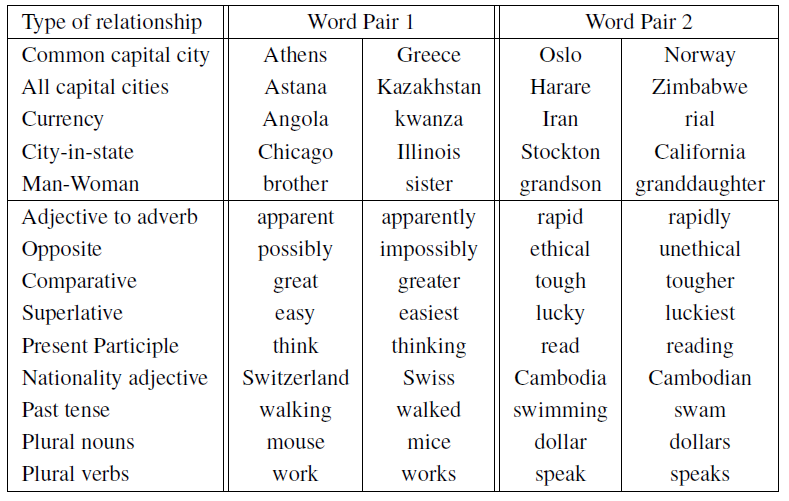 Type of relationship Word Pair 1 Word Pair 2
Common capital city Athens Greece Oslo Norway
All capital cities Astana Kazakhstan Harare Zimbabwe
Currency Angola kwanza Iran rial
City-in-state Chicago Illinois Stockton California
Man-Woman brother sister grandson granddaughter
Adjective to adverb apparent apparently rapid rapidly
Opposite possibly impossibly ethical unethical
Comparative great greater tough tougher
Superlative easy easiest lucky luckiest
Present Participle think thinking read reading
Nationality adjective Switzerland Swiss Cambodia Cambodian
Past tense walking walked swimming swam
Plural nouns mouse mice dollar dollars
Plural verbs work works speak speaks